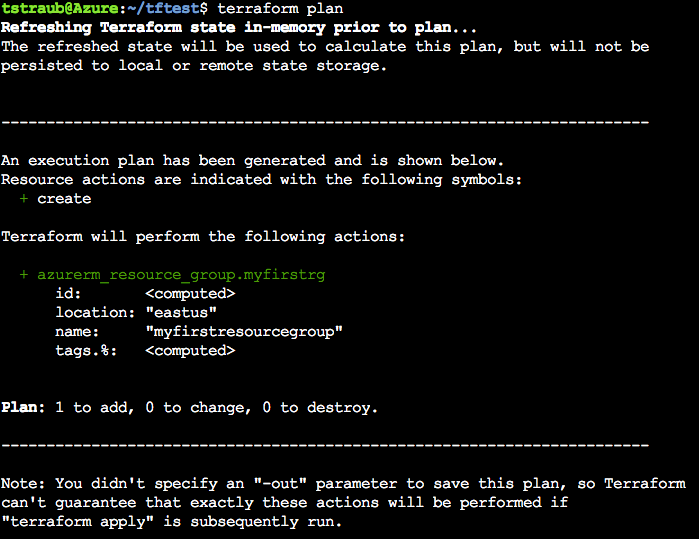 tstraub@Azure:~/tftest$ terraform plan
Refreshing Terraform state in-memory prior to plan...
The refreshed state will be used to calculate this plan, but will not be
persisted to local or remote state storage.
------------------------------------------------------------------------
An execution plan has been generated and is shown below.
Resource actions are indicated with the following symbols:
  + create
Terraform will perform the following actions:
  + azurerm_resource_group.myfirstrg
      id:       <computed>
      location: "eastus"
      name:     "myfirstresourcegroup"
      tags.%:   <computed>
Plan: 1 to add, 0 to change, 0 to destroy.
------------------------------------------------------------------------
Note: You didn't specify an "-out" parameter to save this plan, so Terraform
can't guarantee that exactly these actions will be performed if
"terraform apply" is subsequently run.